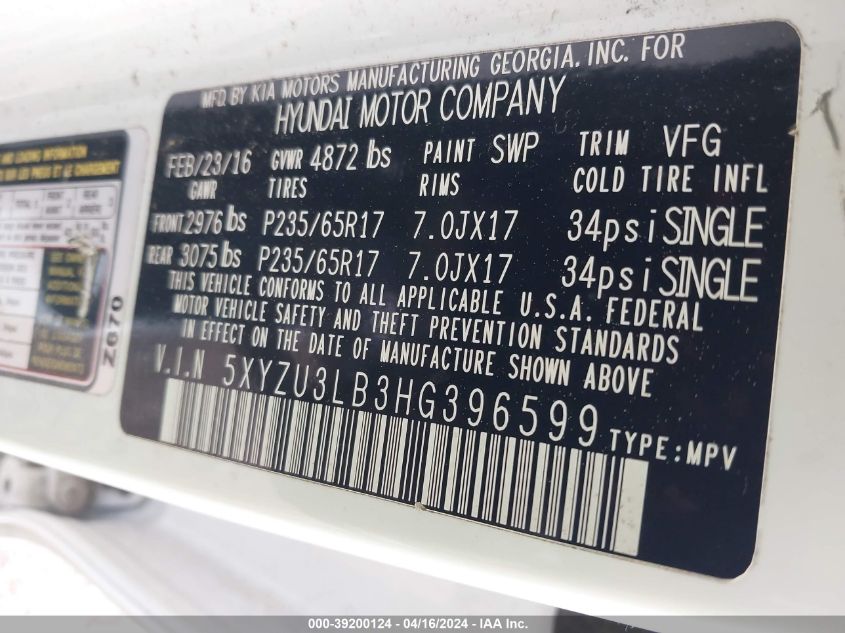 MFD BY KIA MOTORS MANUFACTURING GEORGIA, INC. FOR
HYUNDAI MOTOR COMPANY
FEB/23/16 GVWR 4872 lbs PAINT SWP TRIM VFG
GAWR TIRES RIMS COLD TIRE INFL
FRONT 2976 lbs P235/65R17 7.0JX17 34psi SINGLE
REAR 3075 lbs P235/65R17 7.0JX17 34psi SINGLE
THIS VEHICLE CONFORMS TO ALL APPLICABLE U.S.A. FEDERAL
MOTOR VEHICLE SAFETY AND THEFT PREVENTION STANDARDS
IN EFFECT ON THE DATE OF MANUFACTURE SHOWN ABOVE
V.I.N 5XYZU3LB3HG396599 TYPE:MPV
AND LOADING INFORMATION
Z670
000-39200124 - 04/16/2024 - IAA Inc.